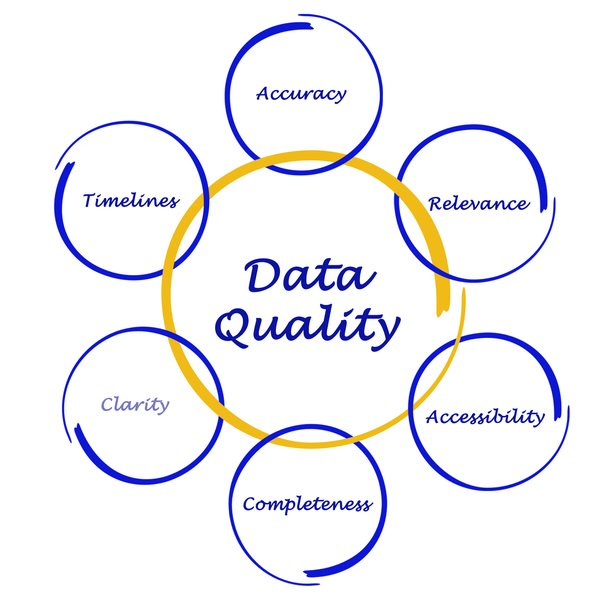 Accuracy
Timelines
Relevance
Data
Quality
Clarity
Accessibility
Completeness